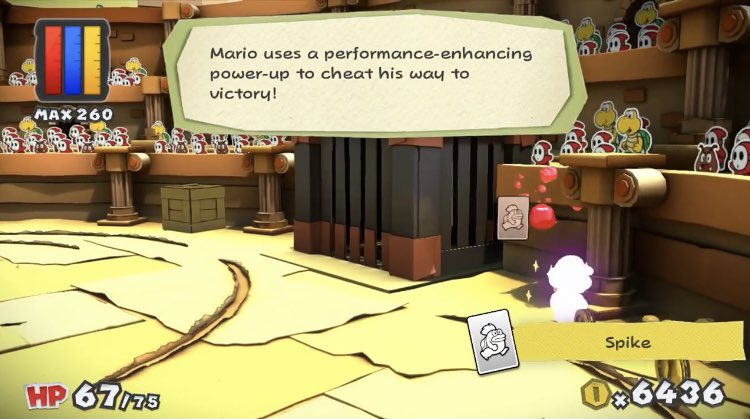 Mario uses a performance-enhancing
power-up to cheat his way to
victory!
MAX 260
Spike
HP 67/75
×6436